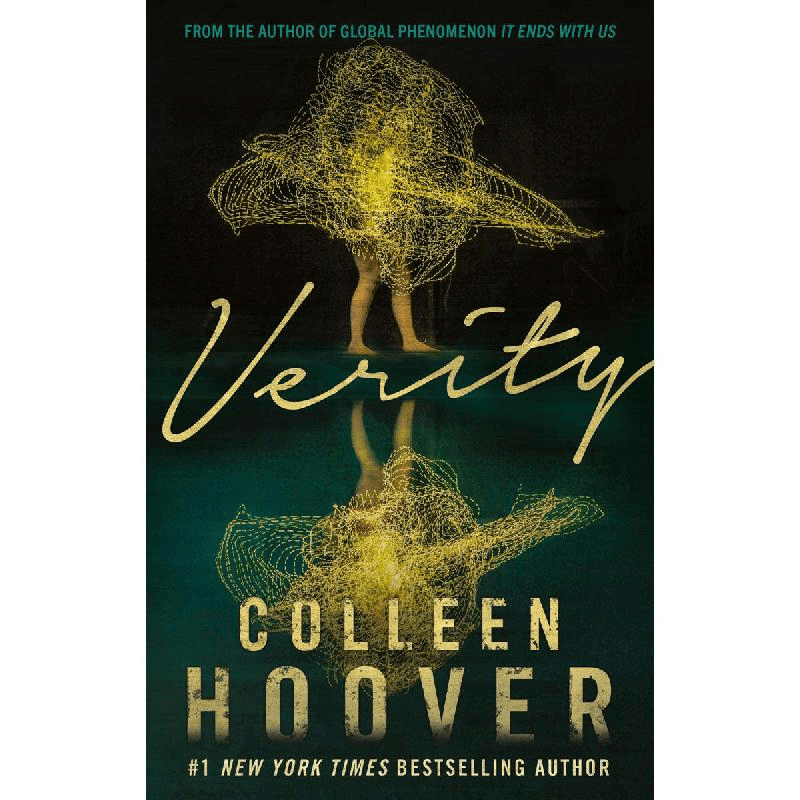 FROM THE AUTHOR OF GLOBAL PHENOMENON IT ENDS WITH US
Verity
COLLEEN
HOOVER
#1 NEW YORK TIMES BESTSELLING AUTHOR